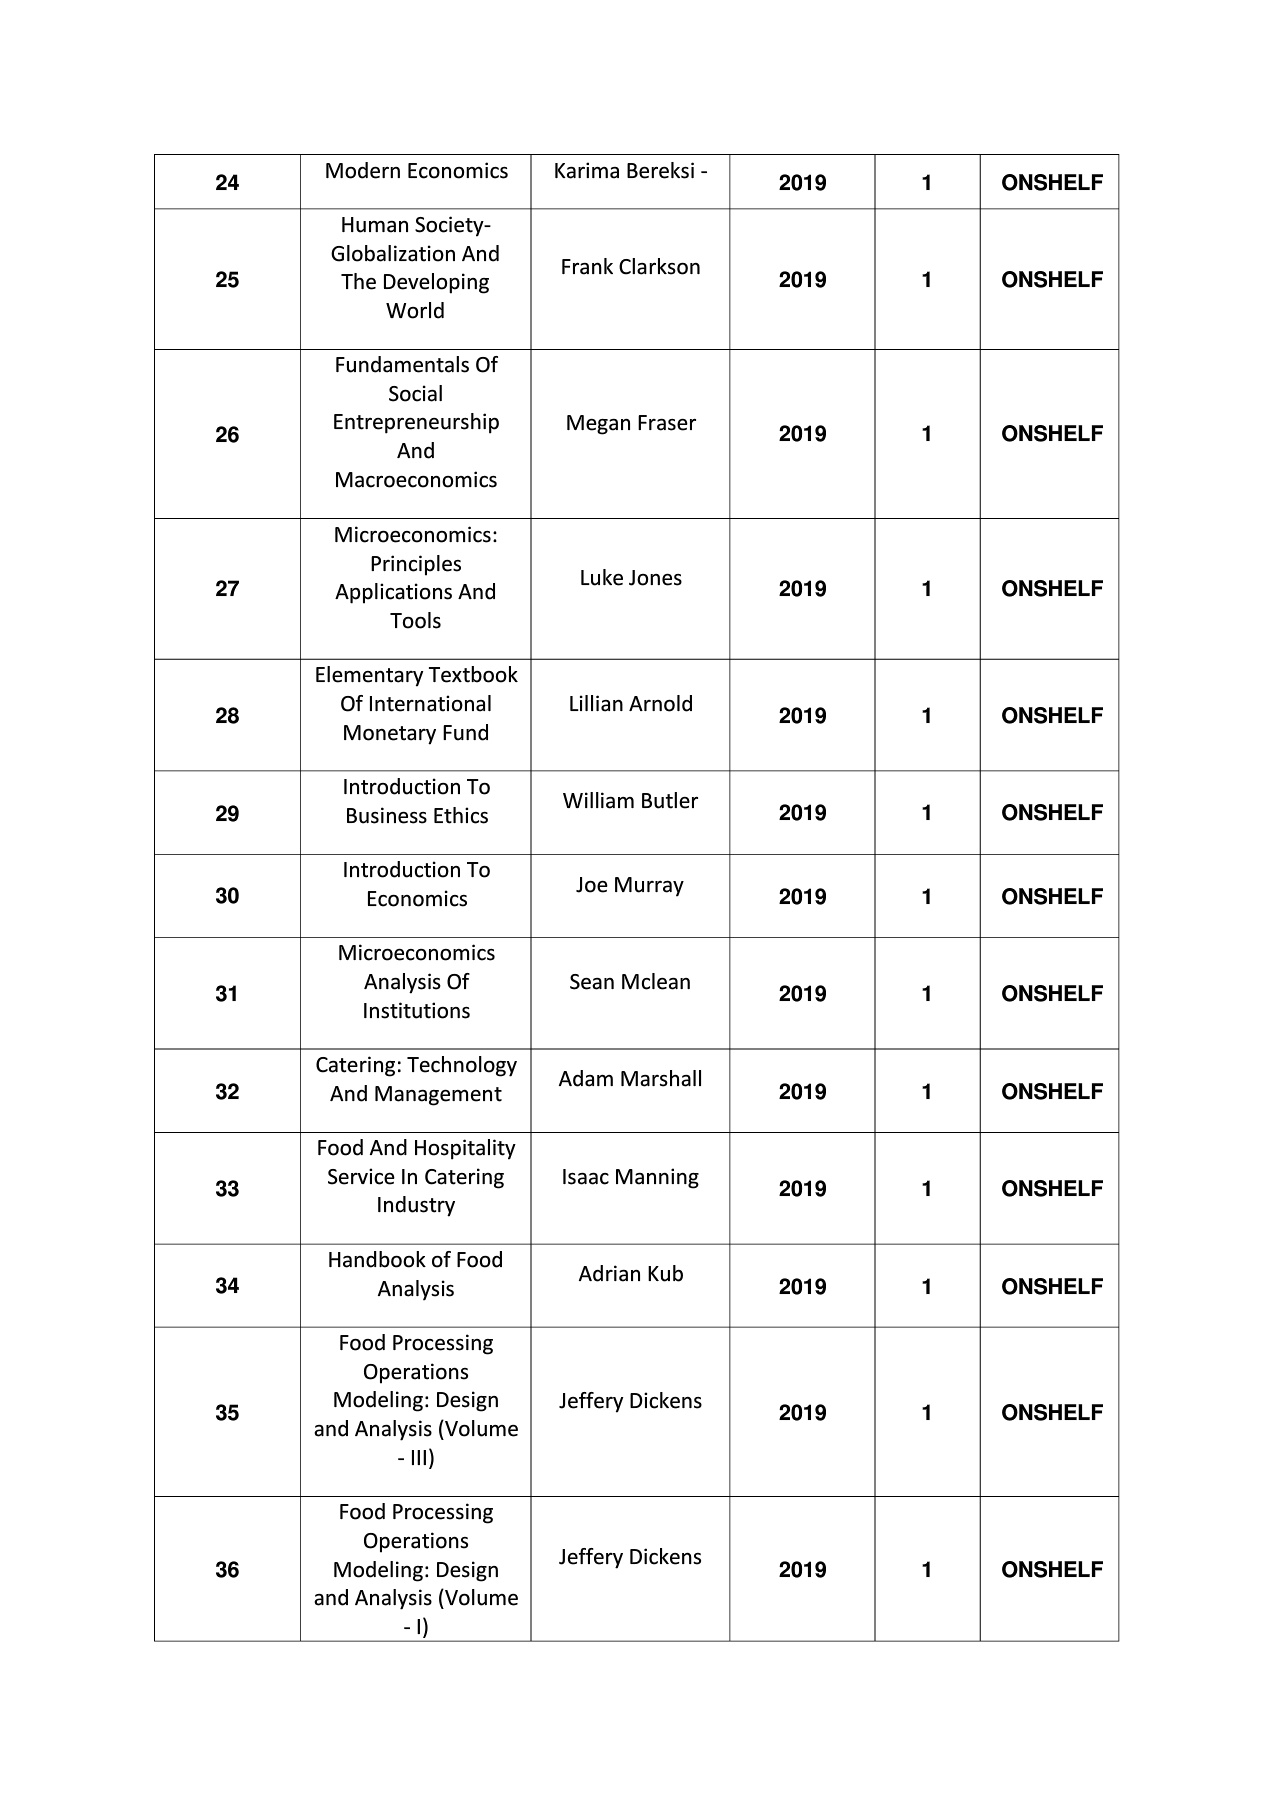 24
Modern Economics
Karima Bereksi -
2019
1
ONSHELF
25
Human Society-
Globalization And
The Developing
World
Frank Clarkson
2019
1
ONSHELF
26
Fundamentals Of
Social
Entrepreneurship
And
Macroeconomics
Megan Fraser
2019
1
ONSHELF
27
Microeconomics:
Principles
Applications And
Tools
Luke Jones
2019
1
ONSHELF
28
Elementary Textbook
Of International
Monetary Fund
Lillian Arnold
2019
1
ONSHELF
29
Introduction To
Business Ethics
William Butler
2019
1
ONSHELF
30
Introduction To
Economics
Joe Murray
2019
1
ONSHELF
31
Microeconomics
Analysis Of
Institutions
Sean Mclean
2019
1
ONSHELF
32
Catering: Technology
And Management
Adam Marshall
2019
1
ONSHELF
33
Food And Hospitality
Service In Catering
Industry
Isaac Manning
2019
1
ONSHELF
34
Handbook of Food
Analysis
Adrian Kub
2019
1
ONSHELF
35
Food Processing
Operations
Modeling: Design
and Analysis (Volume
- III)
Jeffery Dickens
2019
1
ONSHELF
36
Food Processing
Operations
Modeling: Design
and Analysis (Volume
- I)
Jeffery Dickens
2019
1
ONSHELF